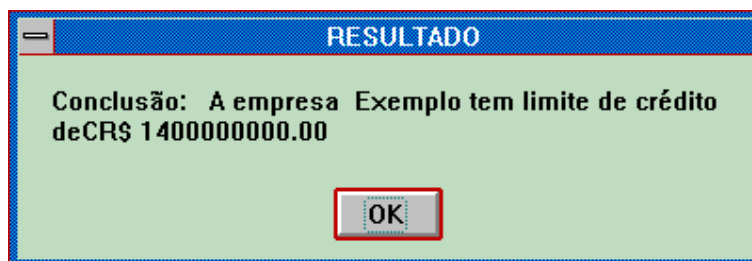 RESULTADO
Conclusão:   A empresa  Exemplo tem limite de crédito
deCR$ 1400000000.00
OK